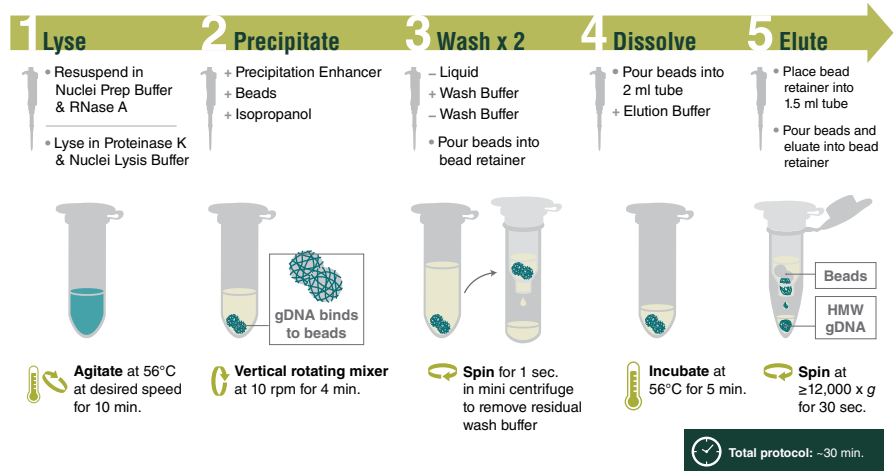 1 Lyse
• Resuspend in
Nuclei Prep Buffer
& RNase A
• Lyse in Proteinase K
& Nuclei Lysis Buffer
Agitate at 56°C
at desired speed
for 10 min.
2 Precipitate
+ Precipitation Enhancer
+ Beads
+ Isopropanol
gDNA binds
to beads
Vertical rotating mixer
at 10 rpm for 4 min.
3 Wash x 2
– Liquid
+ Wash Buffer
– Wash Buffer
• Pour beads into
bead retainer
Spin for 1 sec.
in mini centrifuge
to remove residual
wash buffer
4 Dissolve
• Pour beads into
2 ml tube
+ Elution Buffer
Incubate at
56°C for 5 min.
5 Elute
• Place bead
retainer into
1.5 ml tube
• Pour beads and
eluate into bead
retainer
Beads
HMW
gDNA
Spin at
≥12,000 x g
for 30 sec.
Total protocol: ~30 min.